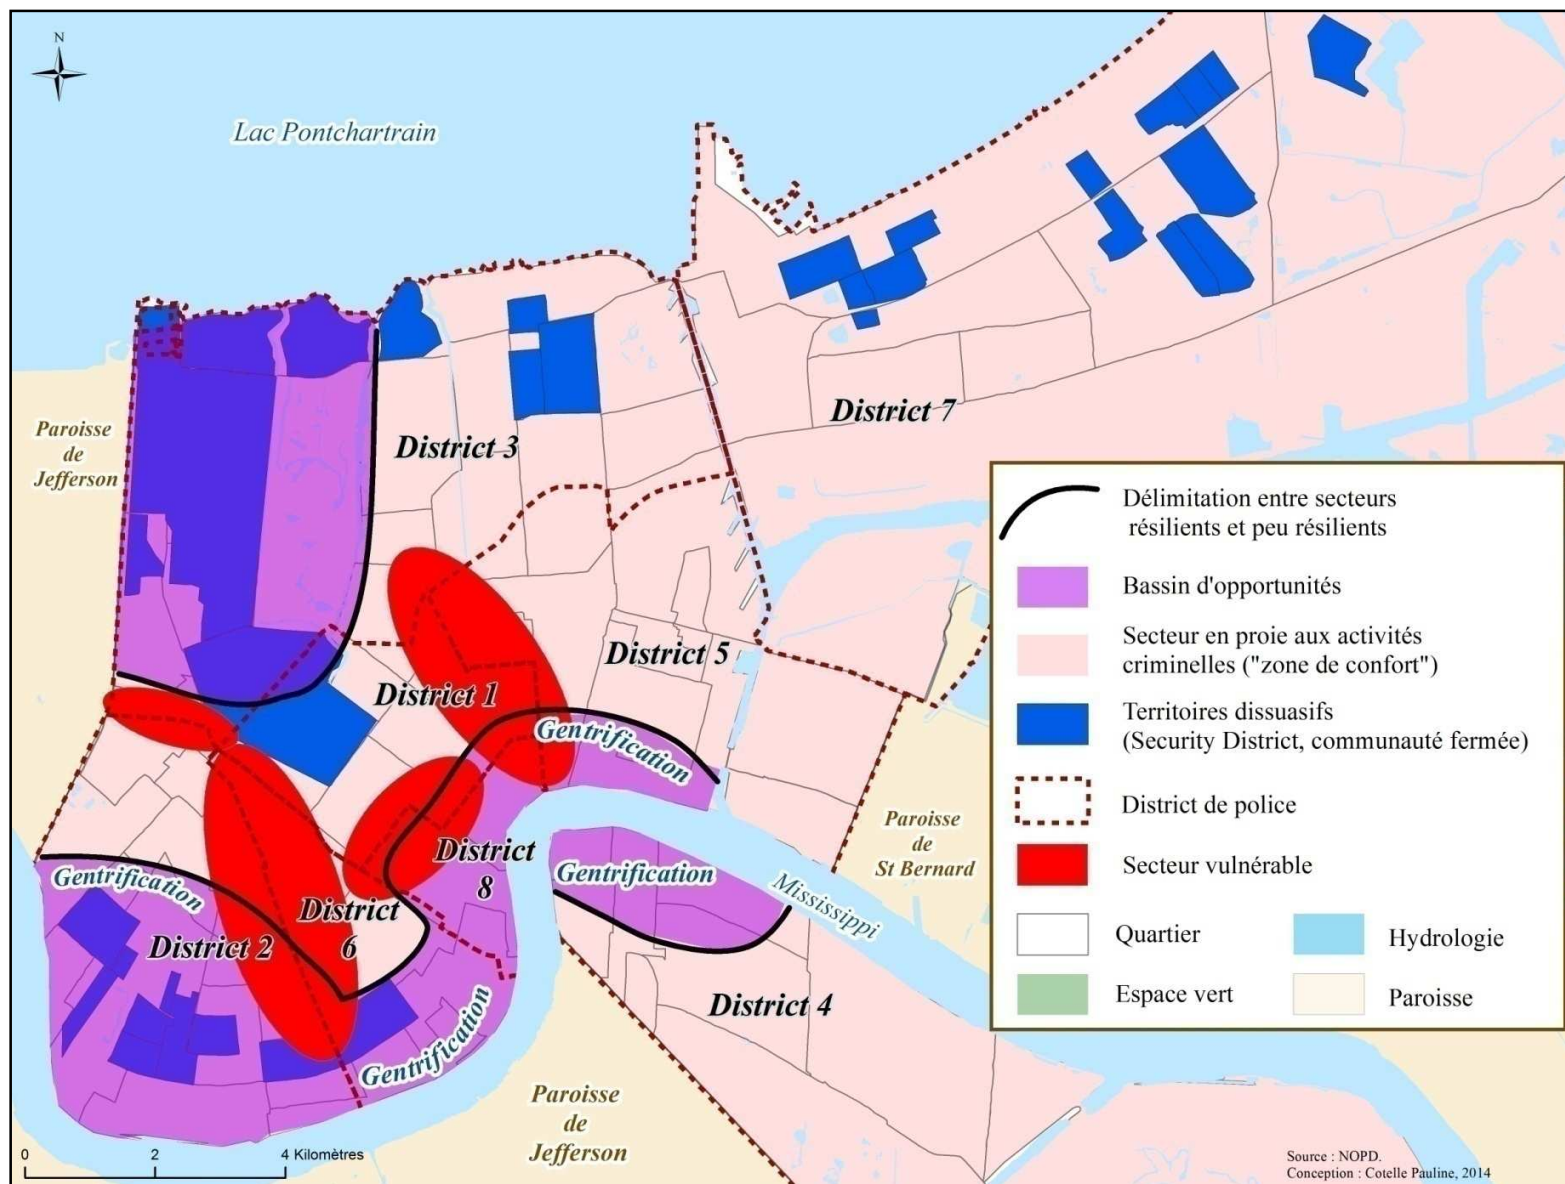 N
Lac Pontchartrain
Paroisse
de
Jefferson
District 3
District 7
District 5
District 1
Gentrification
District
8
Gentrification
Mississippi
Paroisse
de
St Bernard
Gentrification
District
6
District 2
Gentrification
District 4
Paroisse
de
Jefferson
Délimitation entre secteurs
résilients et peu résilients
Bassin d'opportunités
Secteur en proie aux activités
criminelles ("zone de confort")
Territoires dissuasifs
(Security District, communauté fermée)
District de police
Secteur vulnérable
Quartier
Hydrologie
Espace vert
Paroisse
0 2 4 Kilomètres
Source : NOPD.
Conception : Cotelle Pauline, 2014